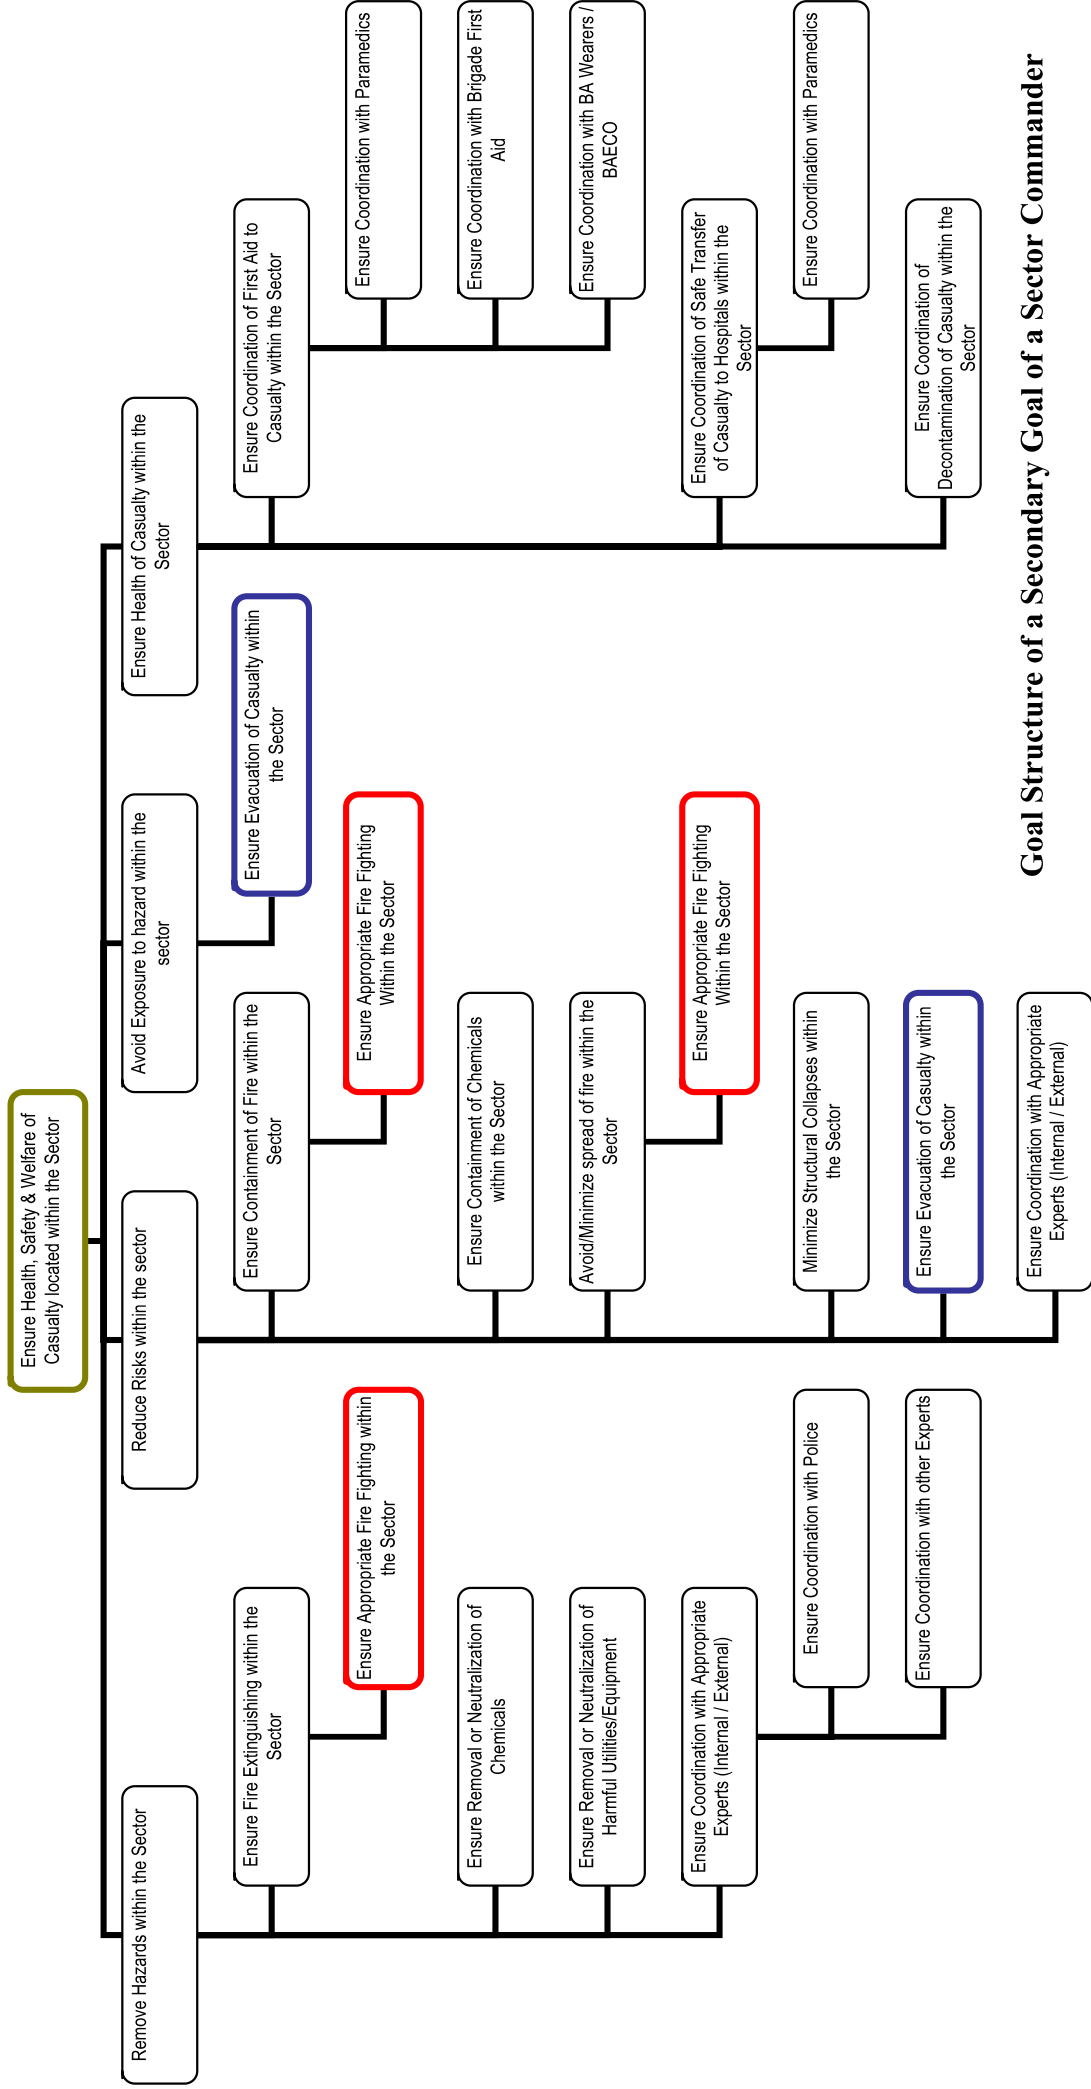 Ensure Health, Safety & Welfare of
Casualty located within the Sector
Remove Hazards within the Sector
Ensure Fire Extinguishing within the
Sector
Ensure Appropriate Fire Fighting within
the Sector
Ensure Removal or Neutralization of
Chemicals
Ensure Removal or Neutralization of
Harmful Utilities/Equipment
Ensure Coordination with Appropriate
Experts (Internal / External)
Ensure Coordination with Police
Ensure Coordination with other Experts
Reduce Risks within the sector
Ensure Containment of Fire within the
Sector
Ensure Appropriate Fire Fighting
Within the Sector
Ensure Containment of Chemicals
within the Sector
Avoid/Minimize spread of fire within the
Sector
Ensure Appropriate Fire Fighting
Within the Sector
Minimize Structural Collapses within
the Sector
Ensure Evacuation of Casualty within
the Sector
Ensure Coordination with Appropriate
Experts (Internal / External)
Avoid Exposure to hazard within the
sector
Ensure Evacuation of Casualty within
the Sector
Ensure Health of Casualty within the
Sector
Ensure Coordination of First Aid to
Casualty within the Sector
Ensure Coordination with Paramedics
Ensure Coordination with Brigade First
Aid
Ensure Coordination with BA Wearers /
BAECO
Ensure Coordination of Safe Transfer
of Casualty to Hospitals within the
Sector
Ensure Coordination with Paramedics
Ensure Coordination of
Decontamination of Casualty within the
Sector
Goal Structure of a Secondary Goal of a Sector Commander